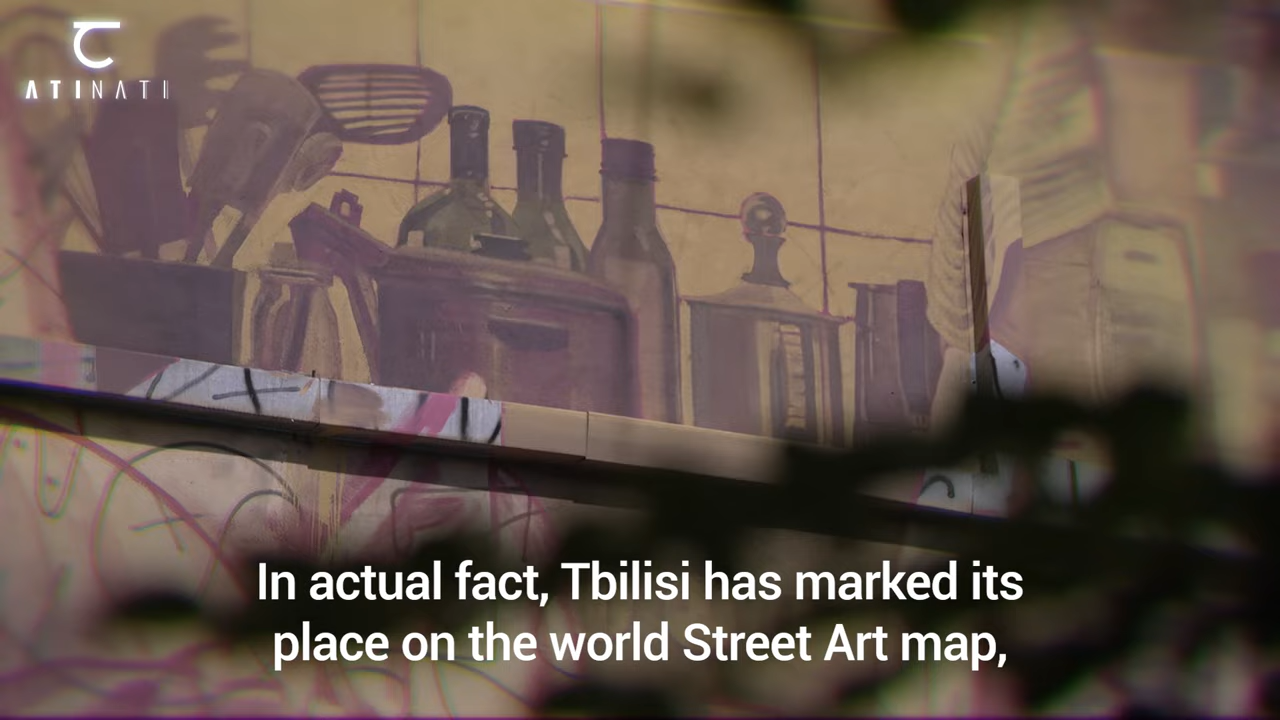 ATINATI
In actual fact, Tbilisi has marked its
place on the world Street Art map,